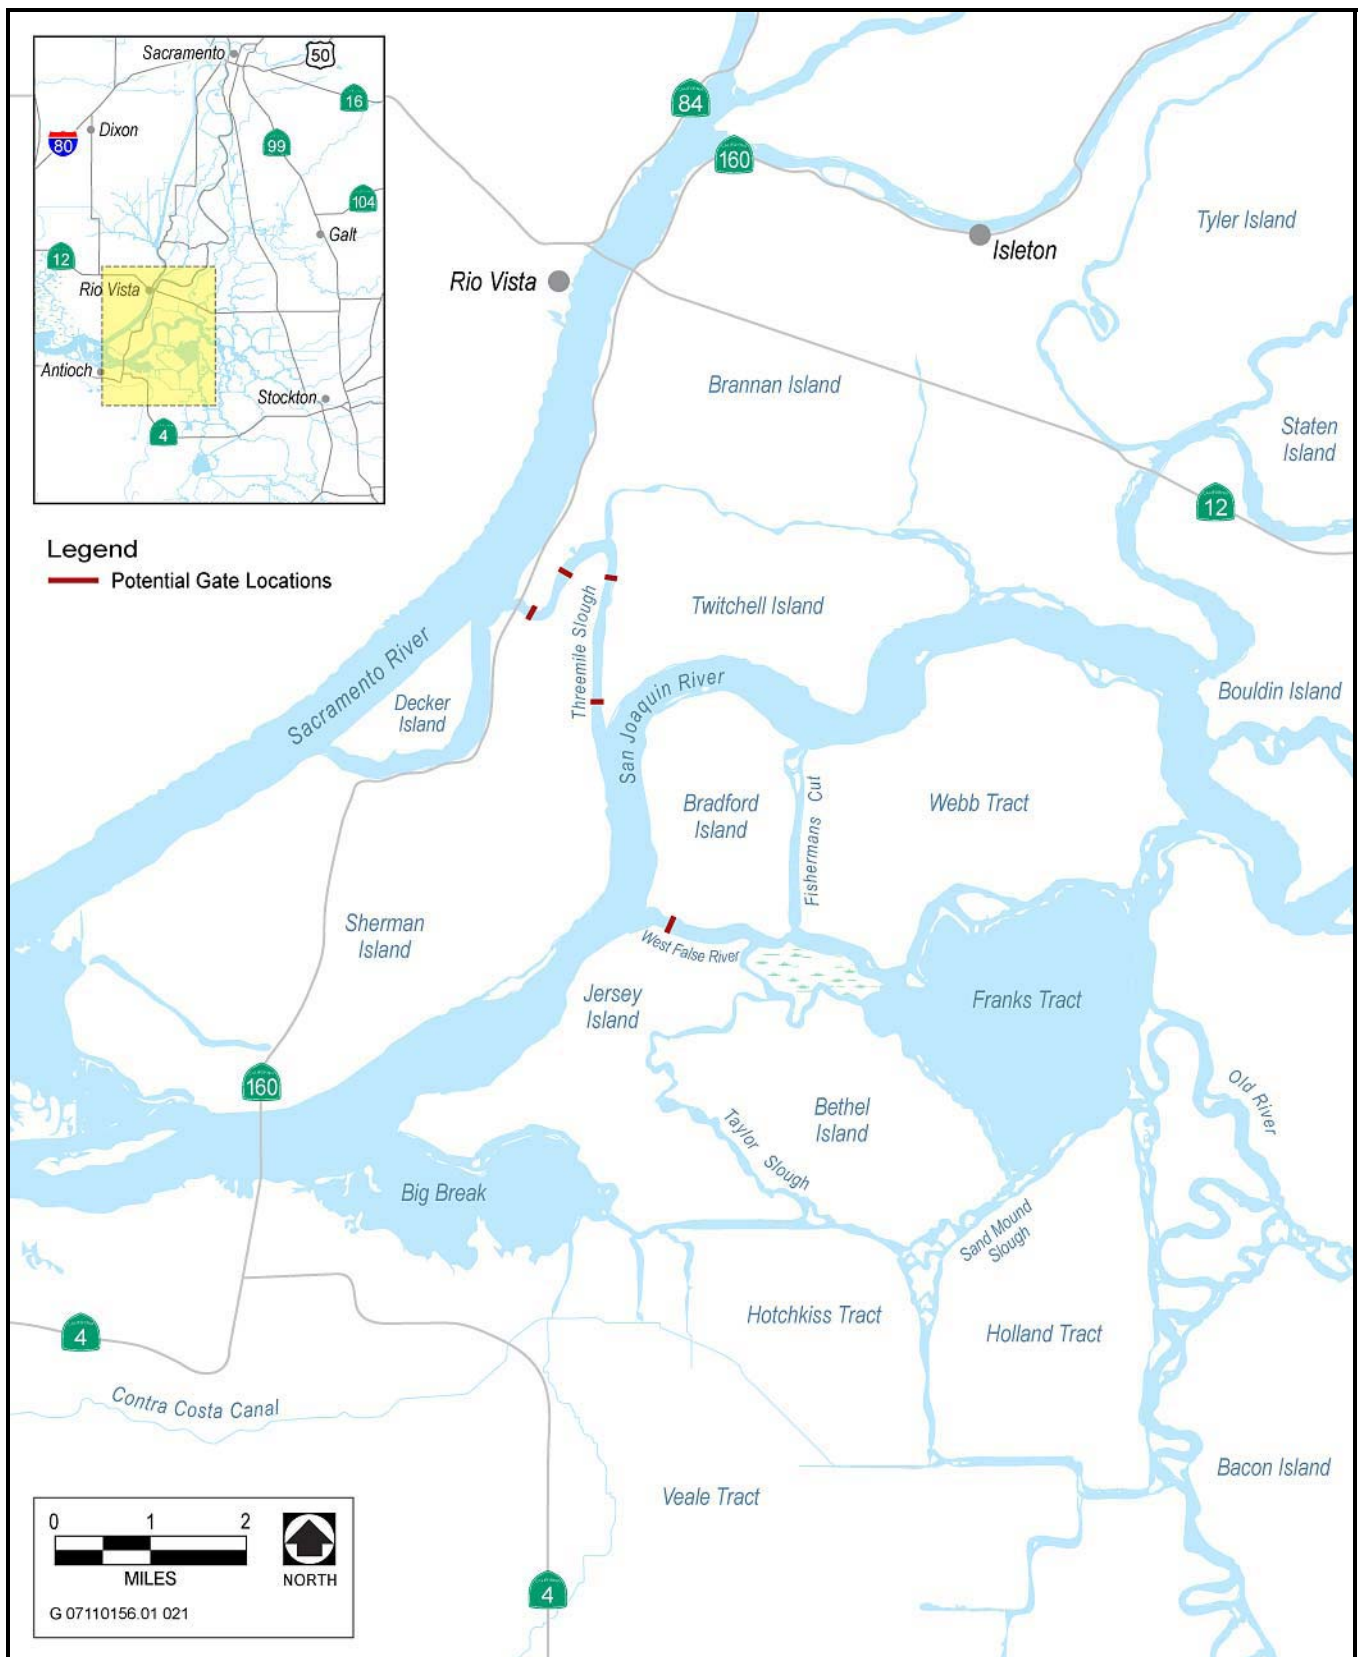 Sacramento
50
16
Dixon
80
99
104
Galt
12
Rio Vista
Antioch
Stockton
4
Legend
Potential Gate Locations
84
160
Isleton
Tyler Island
Rio Vista
Brannan Island
Staten
Island
12
Threemile Slough
Twitchell Island
Sacramento River
Decker
Island
San Joaquin River
Bouldin Island
Bradford
Island
Fishermans Cut
Webb Tract
Sherman
Island
West False River
Jersey
Island
Franks Tract
160
Old River
Bethel
Island
Taylor Slough
Big Break
Sand Mound
Slough
Hotchkiss Tract
Holland Tract
4
Contra Costa Canal
Bacon Island
Veale Tract
4
0 1 2
MILES
NORTH
G 07110156.01 021